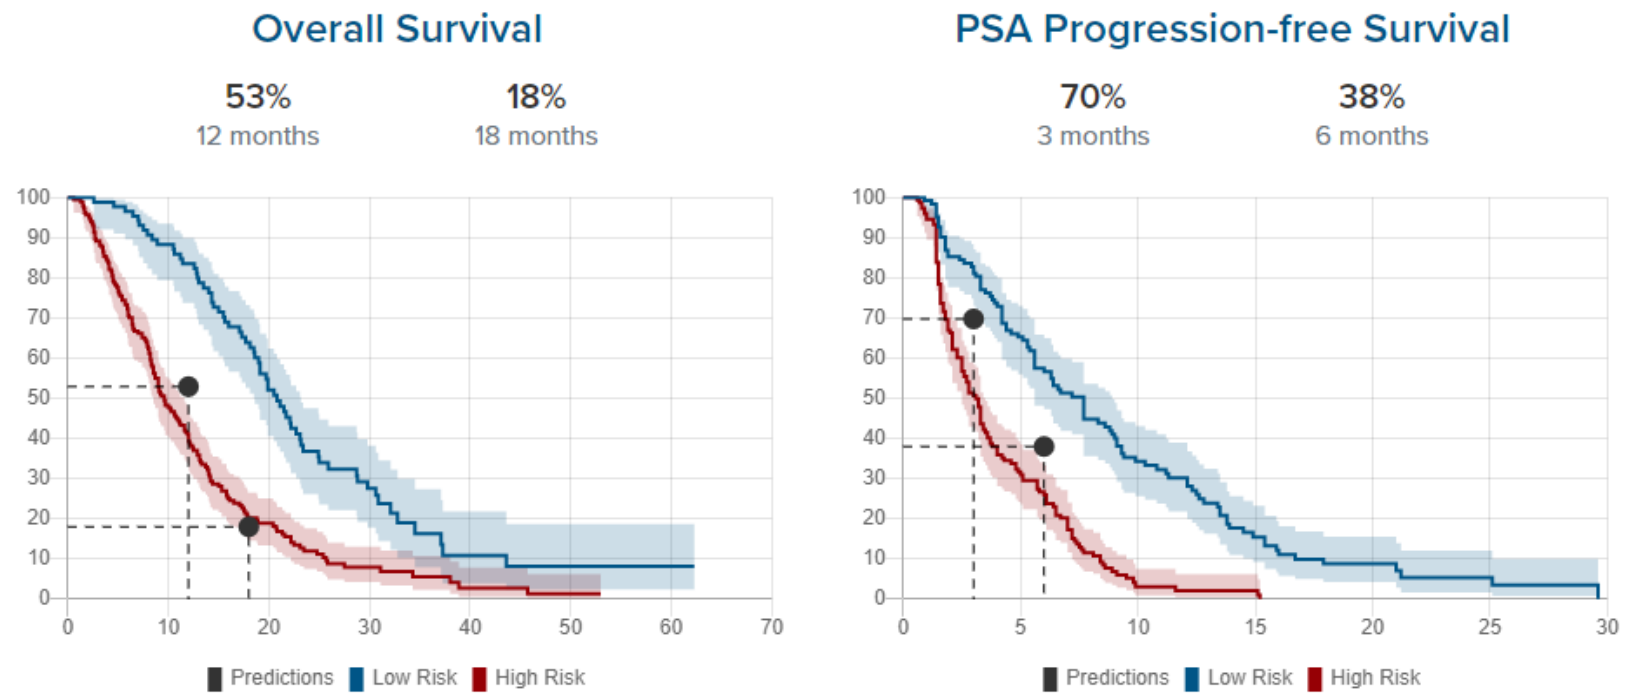 Overall Survival
53%
12 months
18%
18 months
100
90
80
70
60
50
40
30
20
10
0
0 10 20 30 40 50 60 70
Predictions Low Risk High Risk
PSA Progression-free Survival
70%
3 months
38%
6 months
100
90
80
70
60
50
40
30
20
10
0
0 5 10 15 20 25 30
Predictions Low Risk High Risk